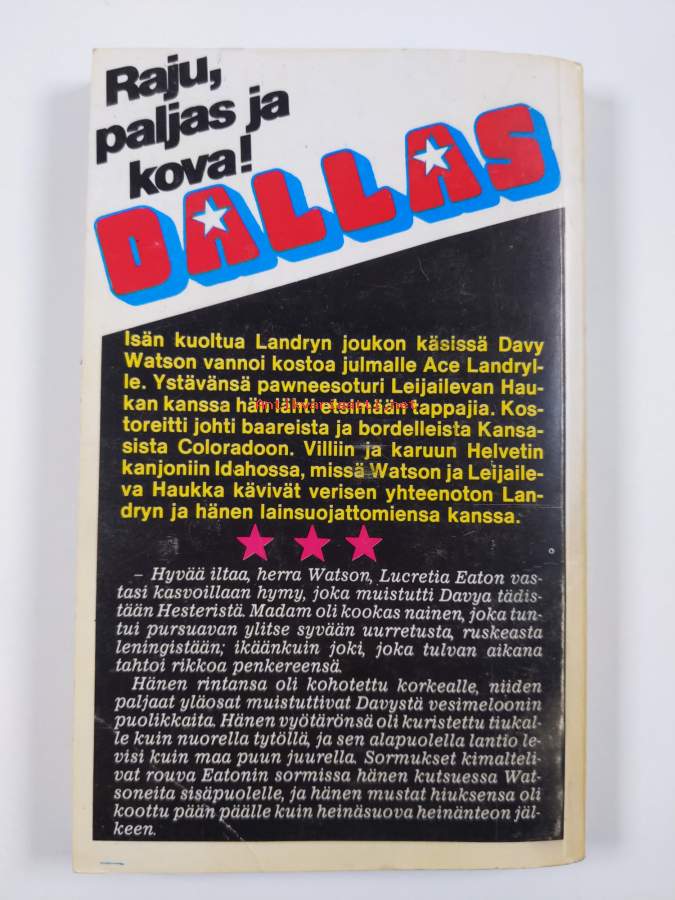 Raju,
paljas ja
kova!
DALLAS
Isän kuoltua Landryn joukon käsissä Davy
Watson vannoi kostoa julmalle Ace Landryl-
le. Ystävänsä pawneesoturi Leijailevan Hau-
kan kanssa hän lähti etsimään tappajia. Kos-
toreitti johti baareista ja bordelleista Kansa-
sista Coloradoon. Villiin ja karuun Helvetin
kanjoniin Idahossa, missä Watson ja Leijaile-
va Haukka kävivät verisen yhteenoton Lan-
dryn ja hänen lainsuojattomiensa kanssa.
– Hyvää iltaa, herra Watson, Lucretia Eaton vas-
tasi kasvoillaan hymy, joka muistutti Davya tädis-
tään Hesteristä. Madam oli kookas nainen, joka tun-
tui pursuavan ylitse syvään uurretusta, ruskeasta
leningistään; ikäänkuin joki, joka tulvan aikana
tahtoi rikkoa penkereensä.
Hänen rintansa oli kohotettu korkealle, niiden
paljaat yläosat muistuttivat Davystä vesimeloonin
puolikkaita. Hänen vyötärönsä oli kuristettu tiukal-
le kuin nuorella tytöllä, ja sen alapuolella lantio le-
visi kuin maa puun juurella. Sormukset kimalteli-
vat rouva Eatonin sormissa hänen kutsuessa Wat-
soneita sisäpuolelle, ja hänen mustat hiuksensa oli
koottu pään päälle kuin heinäsuova heinänteon jäl-
keen.